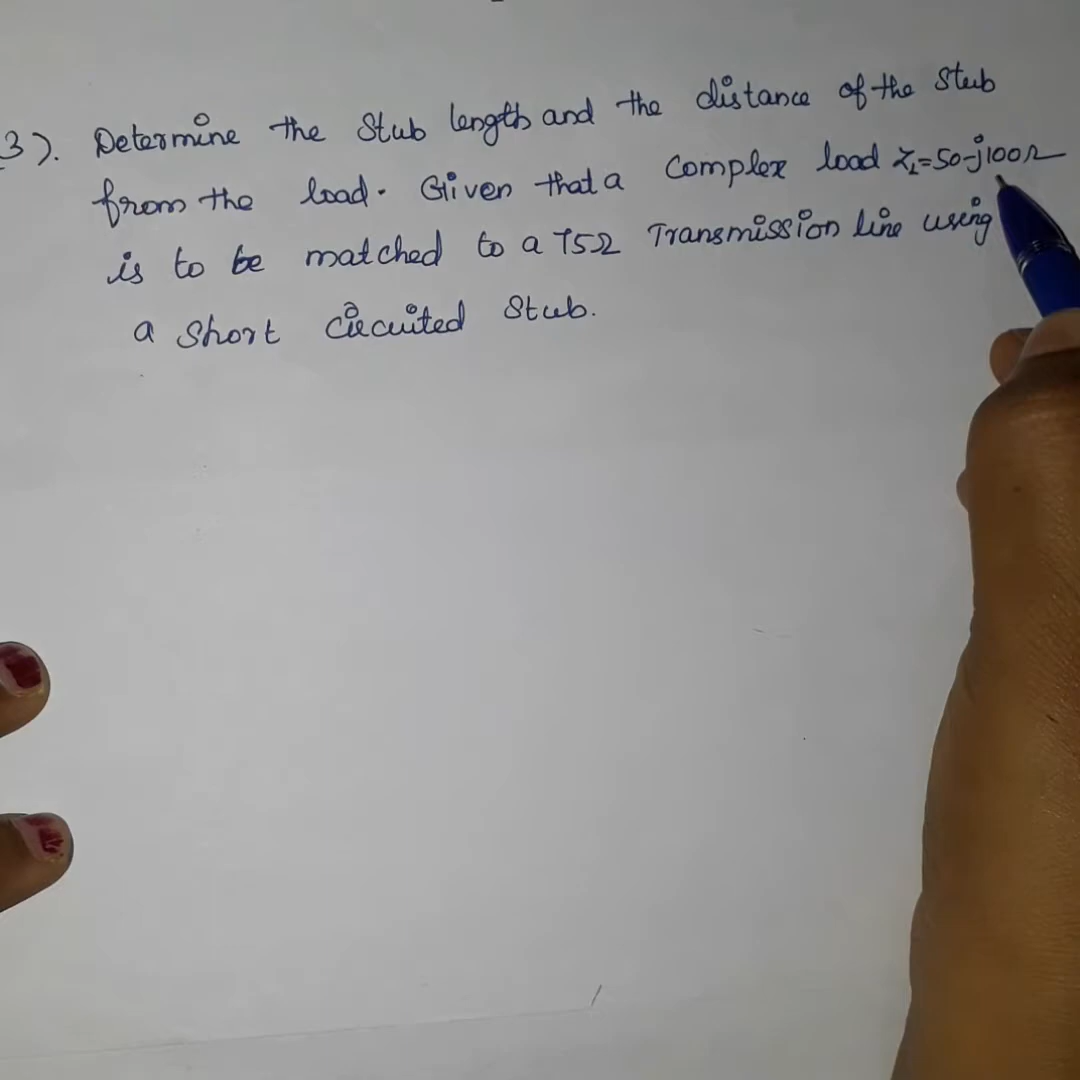 3). Determine the Stub length and the distance of the Stub
from the load. Given that a complex load Z_L=50-j100Ω
is to be matched to a 75Ω Transmission line using
a short circuited Stub.